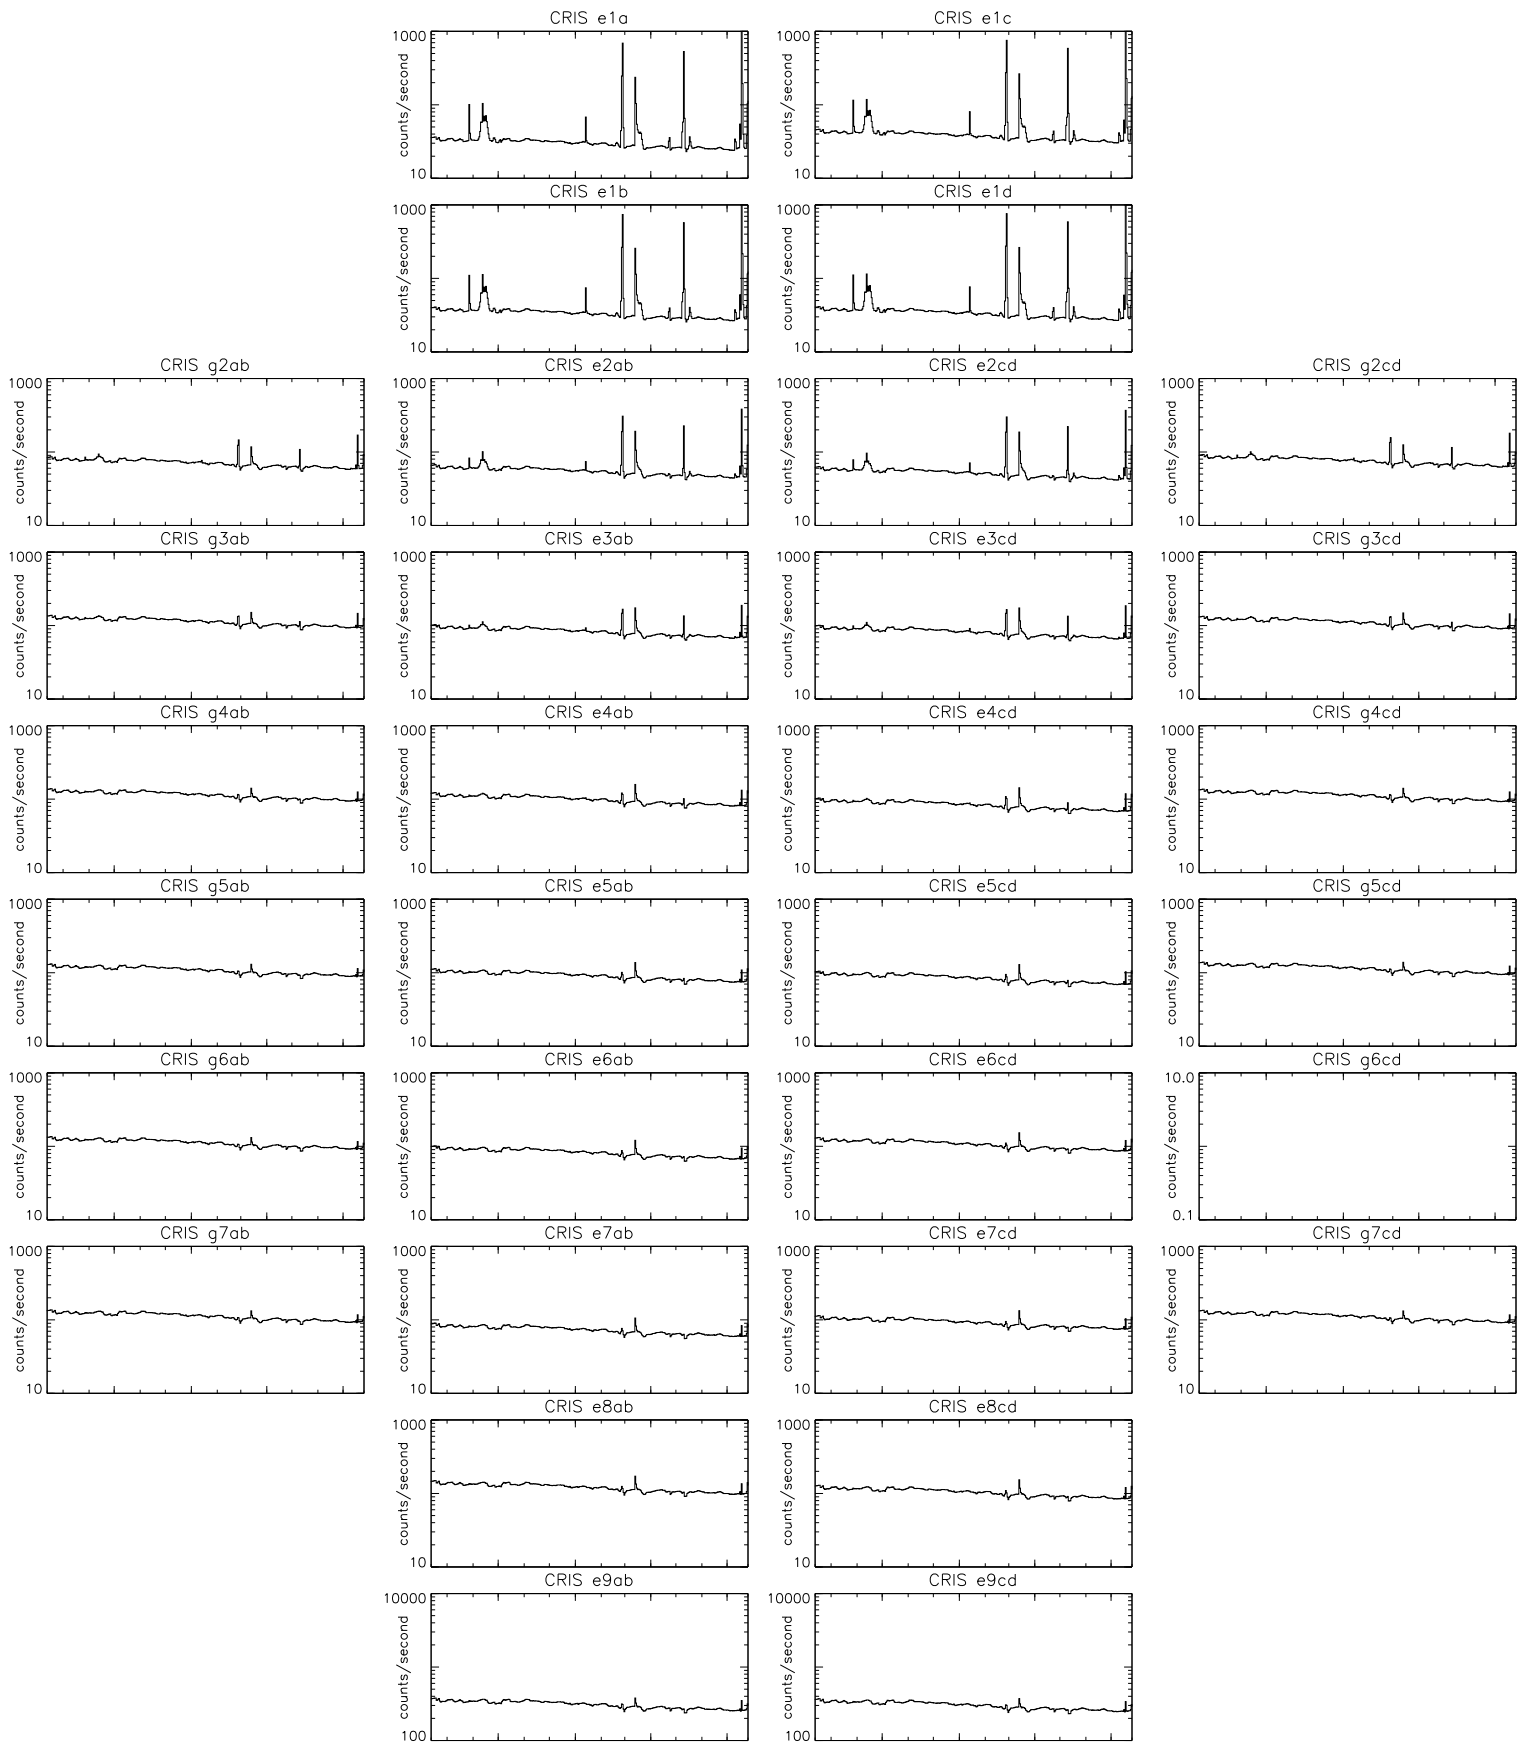 CRIS e1a
1000
10
counts/second
CRIS e1c
1000
10
counts/second
CRIS e1b
1000
10
counts/second
CRIS e1d
1000
10
counts/second
CRIS g2ab
1000
10
counts/second
CRIS e2ab
1000
10
counts/second
CRIS e2cd
1000
10
counts/second
CRIS g2cd
1000
10
counts/second
CRIS g3ab
1000
10
counts/second
CRIS e3ab
1000
10
counts/second
CRIS e3cd
1000
10
counts/second
CRIS g3cd
1000
10
counts/second
CRIS g4ab
1000
10
counts/second
CRIS e4ab
1000
10
counts/second
CRIS e4cd
1000
10
counts/second
CRIS g4cd
1000
10
counts/second
CRIS g5ab
1000
10
counts/second
CRIS e5ab
1000
10
counts/second
CRIS e5cd
1000
10
counts/second
CRIS g5cd
1000
10
counts/second
CRIS g6ab
1000
10
counts/second
CRIS e6ab
1000
10
counts/second
CRIS e6cd
1000
10
counts/second
CRIS g6cd
10.0
0.1
counts/second
CRIS g7ab
1000
10
counts/second
CRIS e7ab
1000
10
counts/second
CRIS e7cd
1000
10
counts/second
CRIS g7cd
1000
10
counts/second
CRIS e8ab
1000
10
counts/second
CRIS e8cd
1000
10
counts/second
CRIS e9ab
10000
100
counts/second
CRIS e9cd
10000
100
counts/second